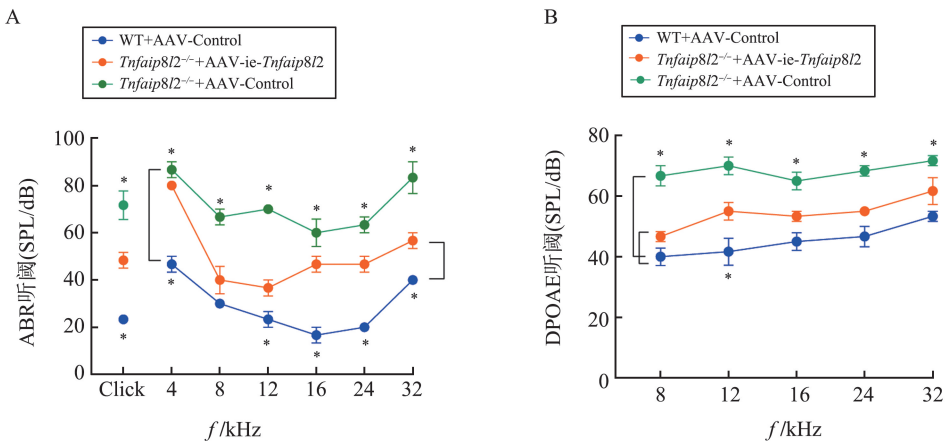 A
WT+AAV-Control
Tnfaip8l2⁻/⁻+AAV-ie-Tnfaip8l2
Tnfaip8l2⁻/⁻+AAV-Control
ABR听阈(SPL/dB)
100
80
60
40
20
0
* * * * * * *
* * * * * *
Click 4 8 12 16 24 32
f/kHz
B
WT+AAV-Control
Tnfaip8l2⁻/⁻+AAV-ie-Tnfaip8l2
Tnfaip8l2⁻/⁻+AAV-Control
DPOAE听阈(SPL/dB)
80
60
40
20
0
* * * * *
*
8 12 16 24 32
f/kHz